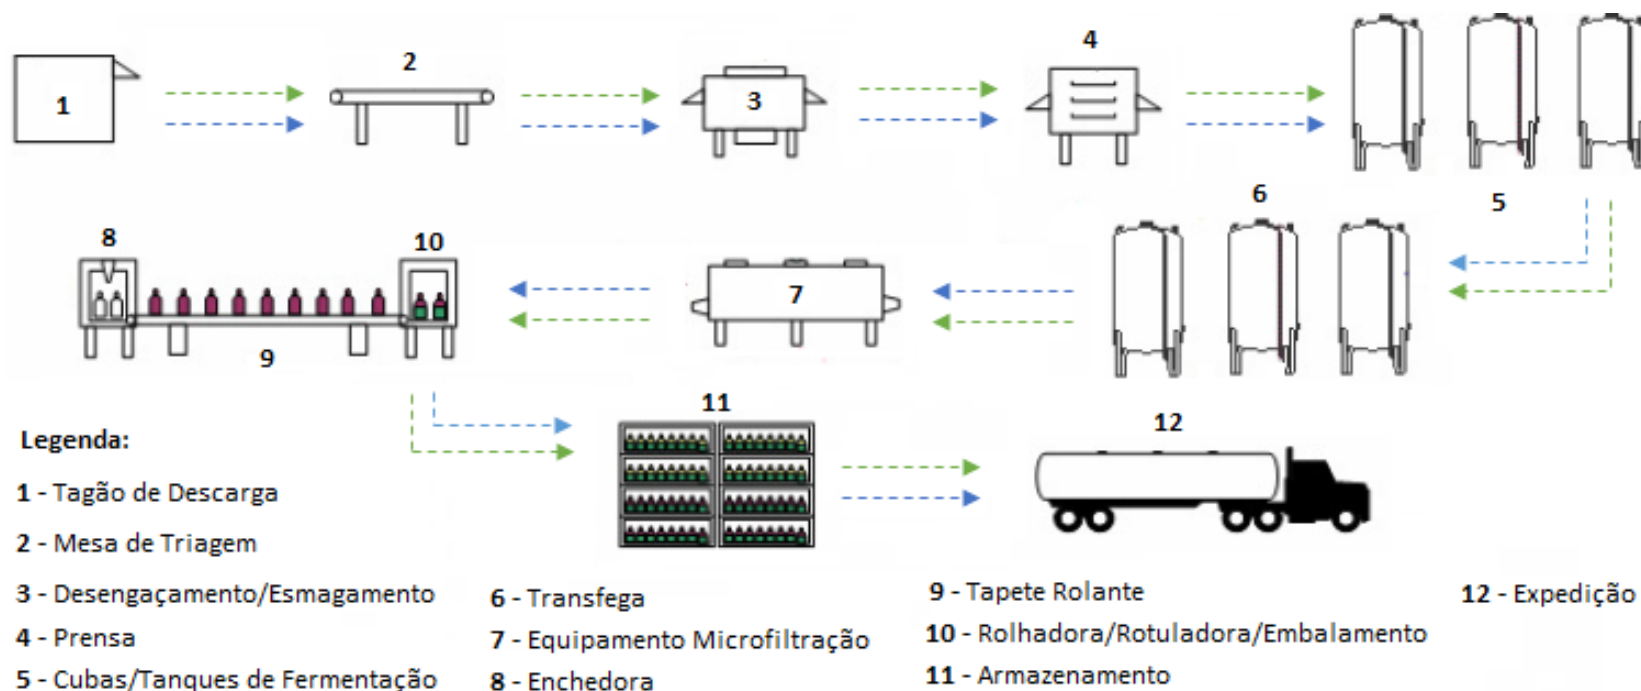 1
2
3
4
5
6
7
8
9
10
11
12
Legenda:
1 - Tagão de Descarga
2 - Mesa de Triagem
3 - Desengaçamento/Esmagamento
4 - Prensa
5 - Cubas/Tanques de Fermentação
6 - Transfega
7 - Equipamento Microfiltração
8 - Enchedora
9 - Tapete Rolante
10 - Rolhadora/Rotuladora/Embalamento
11 - Armazenamento
12 - Expedição